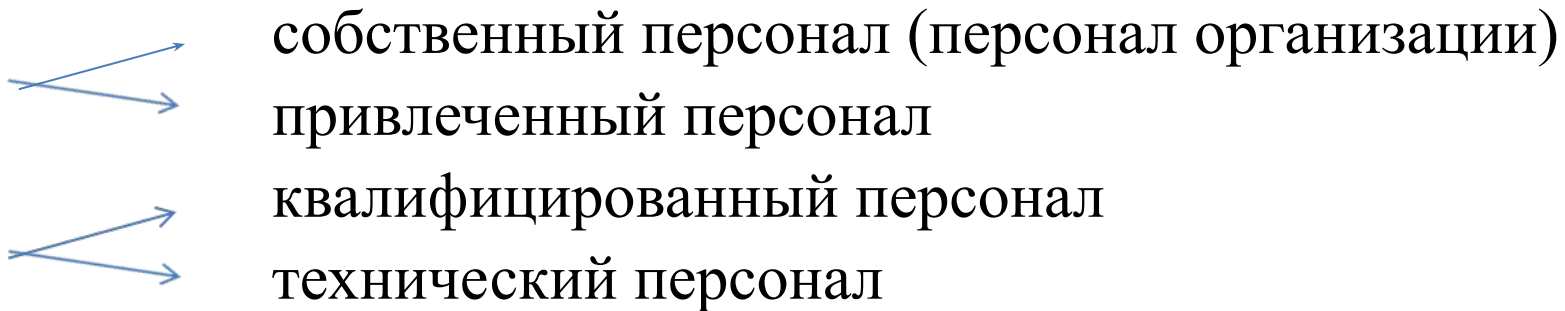 собственный персонал (персонал организации)
привлеченный персонал
квалифицированный персонал
технический персонал